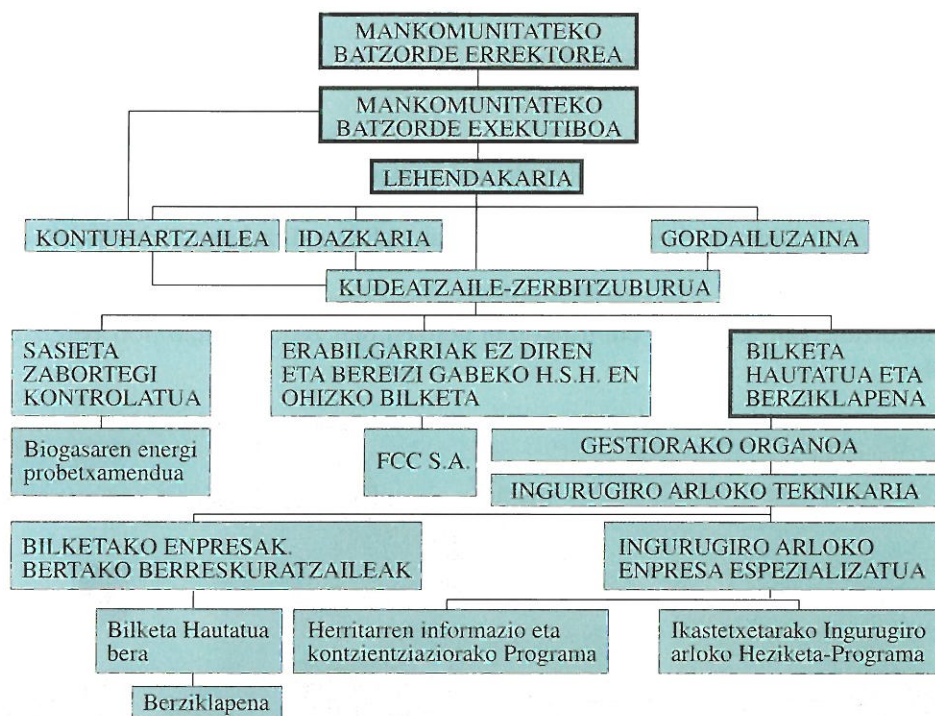 MANKOMUNITATEKO
BATZORDE ERREKTOREA
MANKOMUNITATEKO
BATZORDE EXEKUTIBOA
LEHENDAKARIA
KONTUHARTZAILEA
IDAZKARIA
GORDAILUZAINA
KUDEATZAILE-ZERBITZUBURUA
SASIETA
ZABORTEGI
KONTROLATUA
ERABILGARRIAK EZ DIREN
ETA BEREIZI GABEKO H.S.H. EN
OHIZKO BILKETA
BILKETA
HAUTATUA ETA
BERZIKLAPENA
Biogasaren energi
probetxamendua
FCC S.A.
GESTIORAKO ORGANOA
INGURUGIRO ARLOKO TEKNIKARIA
BILKETAKO ENPRESAK.
BERTAKO BERRESKURATZAILEAK
INGURUGIRO ARLOKO
ENPRESA ESPEZIALIZATUA
Bilketa Hautatua
bera
Herritarren informazio eta
kontzientziaziorako Programa
Ikastetxetarako Ingurugiro
arloko Heziketa-Programa
Berziklapena